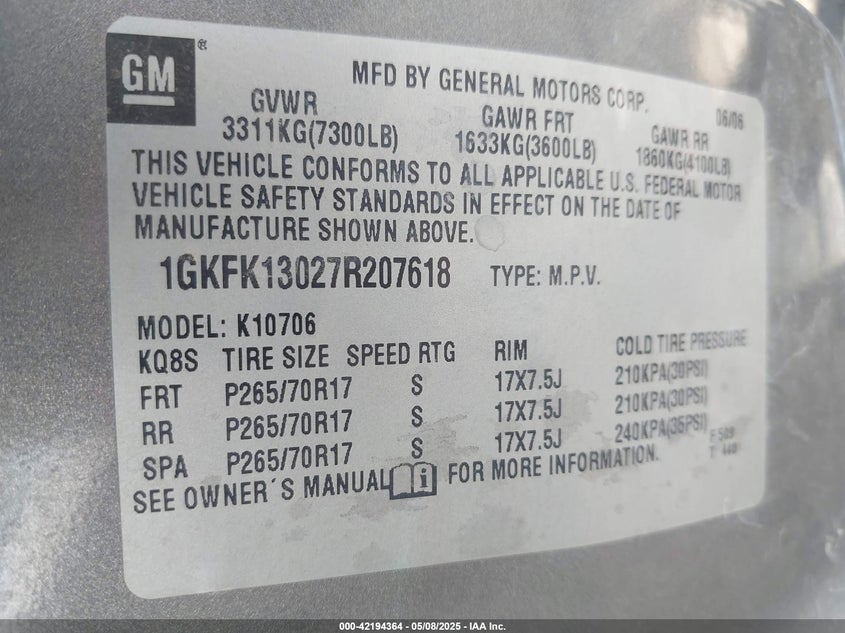 GM ®
MFD BY GENERAL MOTORS CORP. 06/06
GVWR GAWR FRT GAWR RR
3311KG(7300LB) 1633KG(3600LB) 1860KG(4100LB)
THIS VEHICLE CONFORMS TO ALL APPLICABLE U.S. FEDERAL MOTOR
VEHICLE SAFETY STANDARDS IN EFFECT ON THE DATE OF
MANUFACTURE SHOWN ABOVE.
1GKFK13027R207618 TYPE: M.P.V.
MODEL: K10706
KQ8S TIRE SIZE SPEED RTG RIM COLD TIRE PRESSURE
FRT P265/70R17 S 17X7.5J 210KPA(30PSI)
RR P265/70R17 S 17X7.5J 210KPA(30PSI)
SPA P265/70R17 S 17X7.5J 240KPA(35PSI)
SEE OWNER´S MANUAL i FOR MORE INFORMATION.
000-42194364 - 05/08/2025 - IAA Inc.